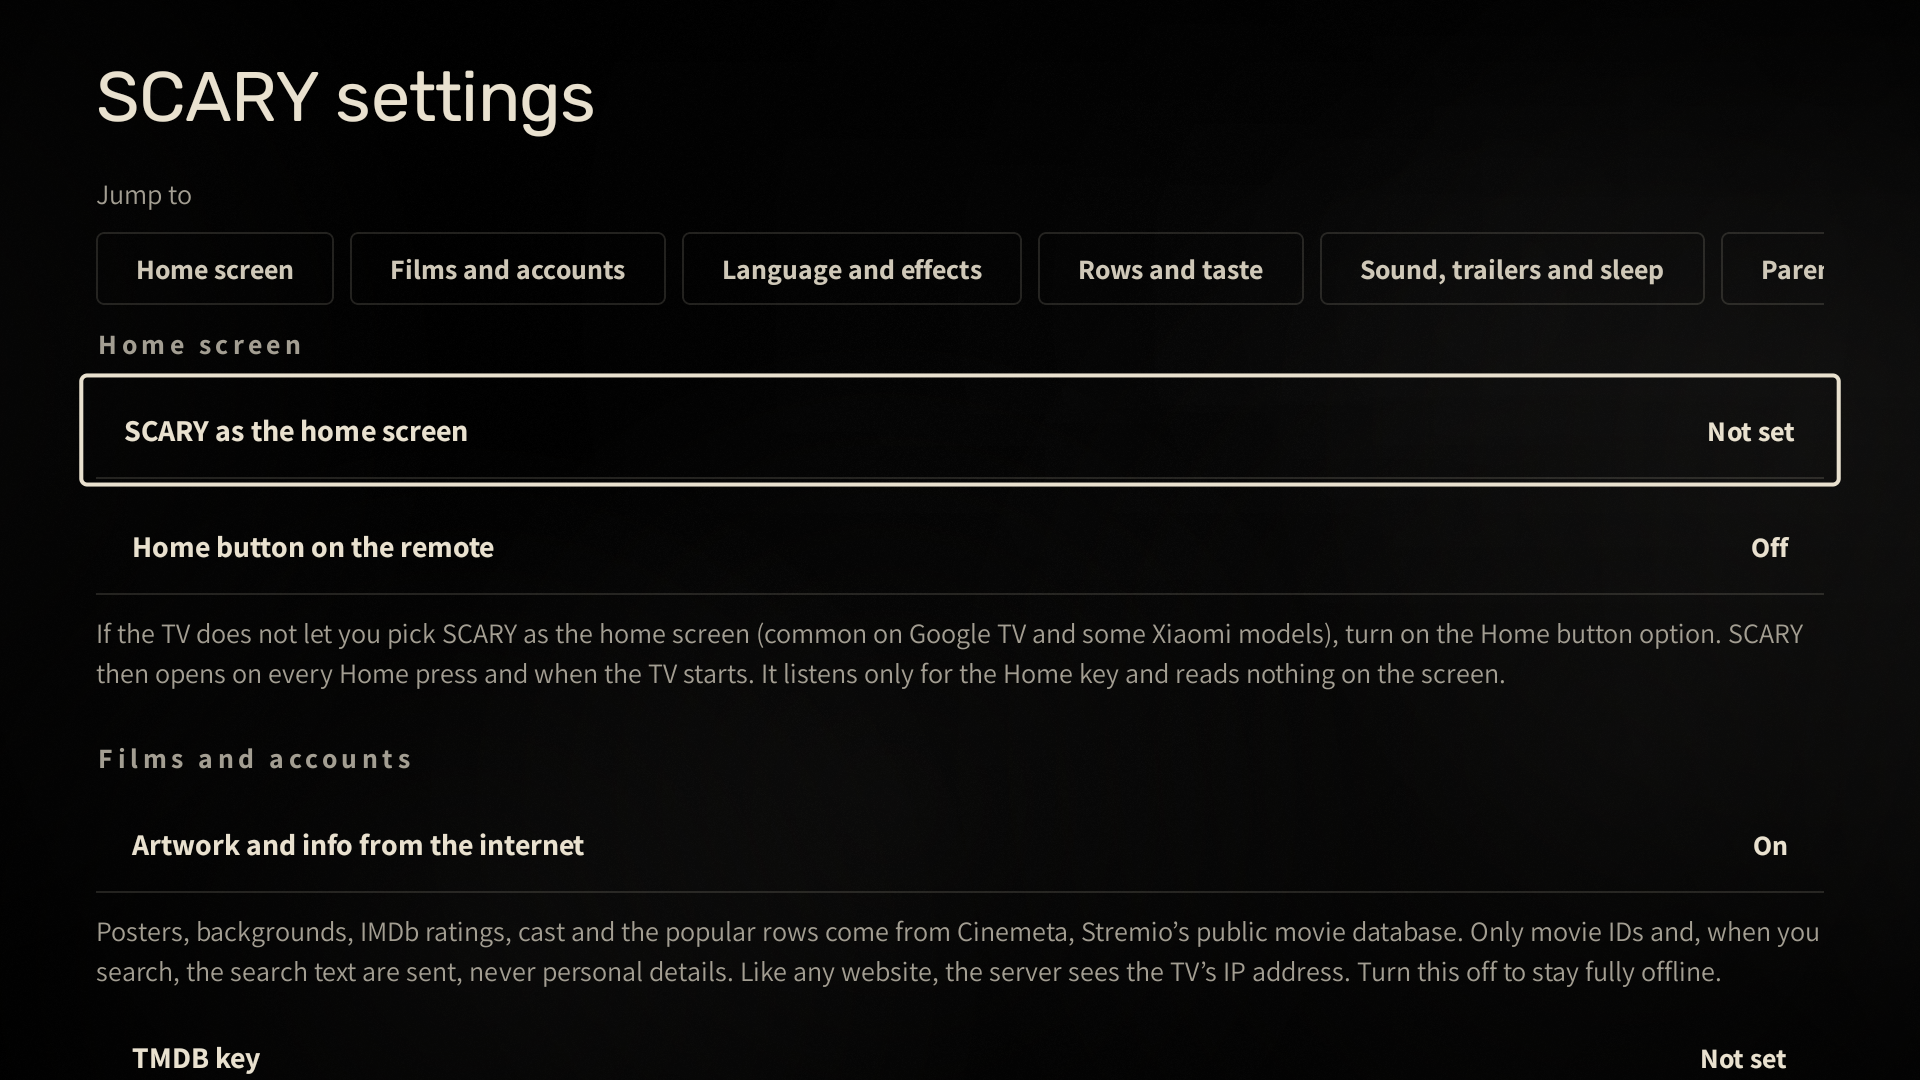 SCARY settings
Jump to
Home screen
Films and accounts
Language and effects
Rows and taste
Sound, trailers and sleep
Home screen
SCARY as the home screen
Not set
Home button on the remote
Off
If the TV does not let you pick SCARY as the home screen (common on Google TV and some Xiaomi models), turn on the Home button option. SCARY
then opens on every Home press and when the TV starts. It listens only for the Home key and reads nothing on the screen.
Films and accounts
Artwork and info from the internet
On
Posters, backgrounds, IMDb ratings, cast and the popular rows come from Cinemeta, Stremio’s public movie database. Only movie IDs and, when you
search, the search text are sent, never personal details. Like any website, the server sees the TV’s IP address. Turn this off to stay fully offline.
TMDB key
Not set